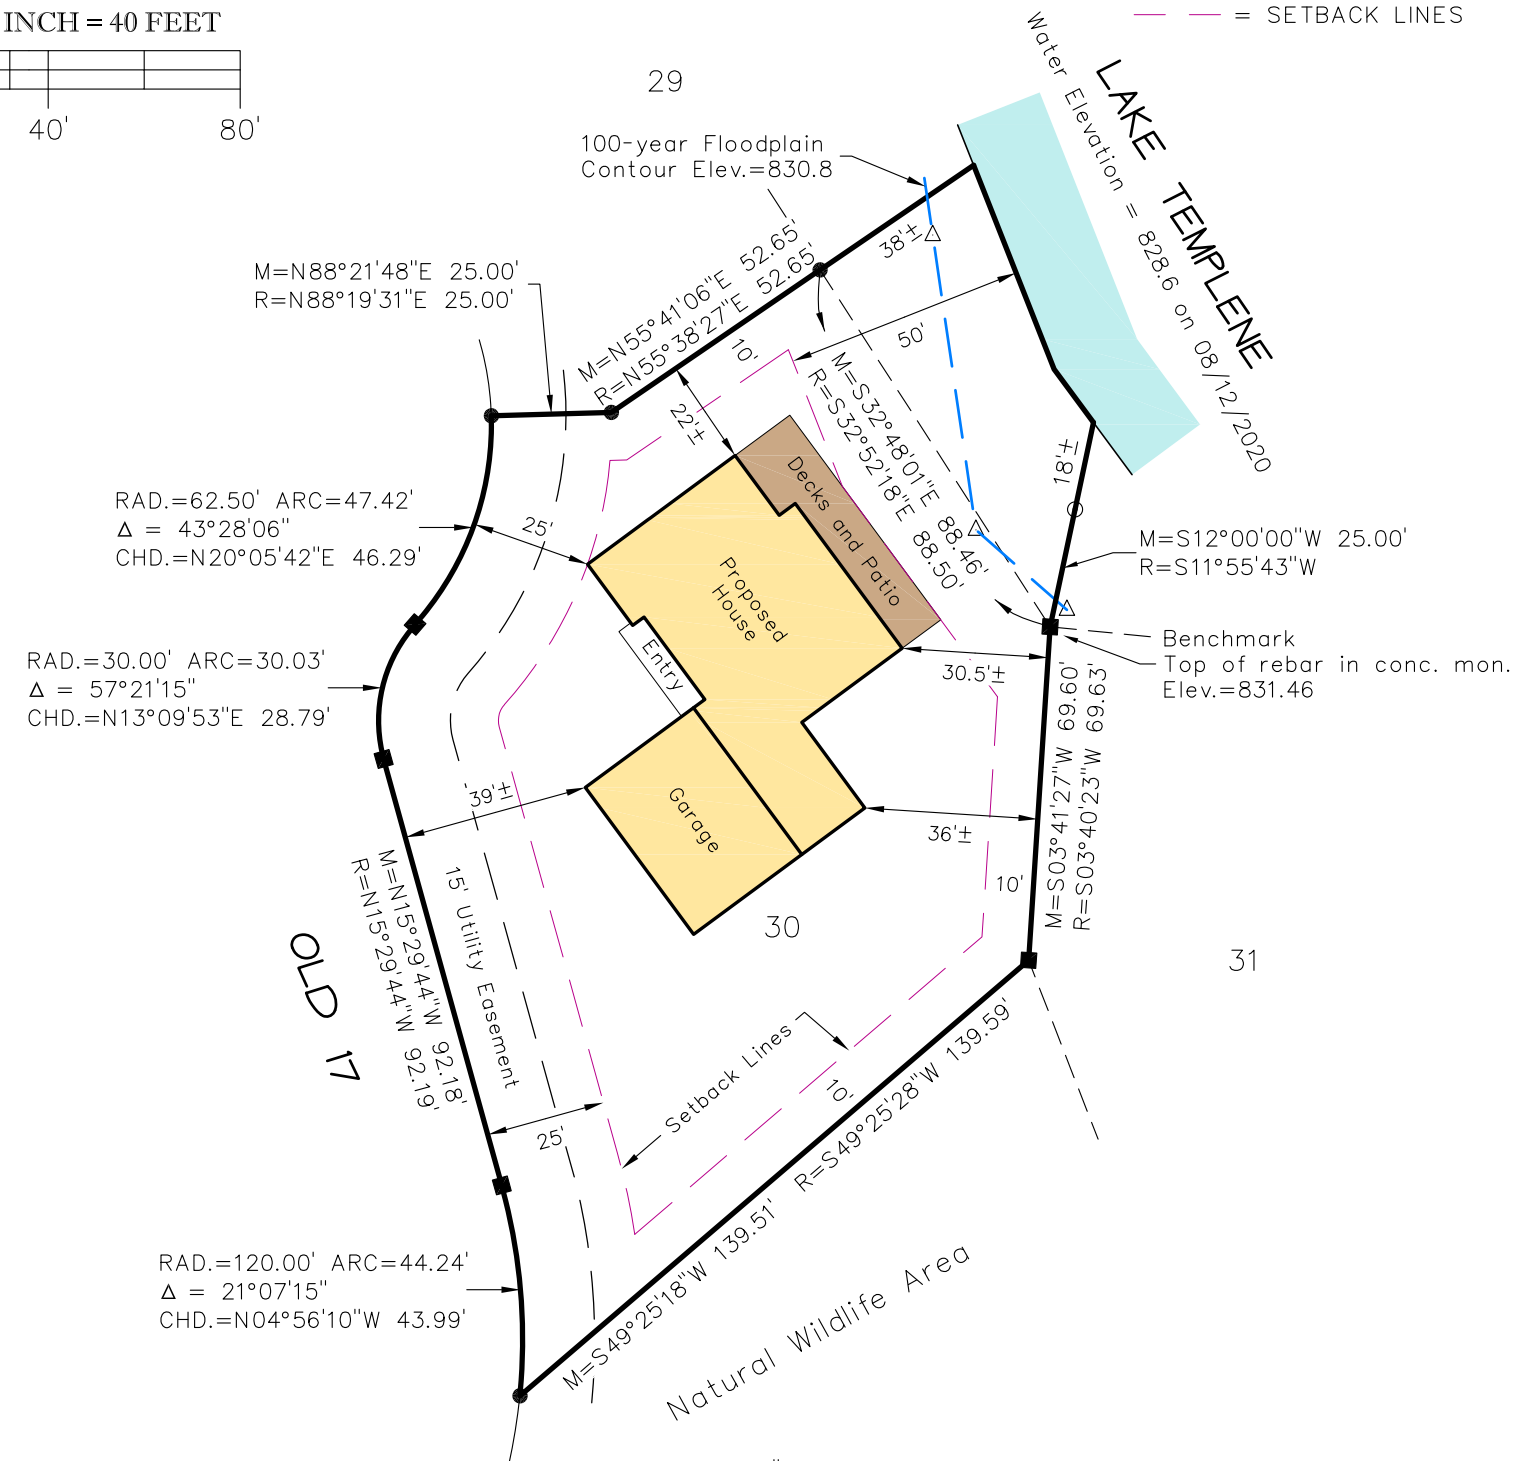 INCH = 40 FEET
40'
80'
= SETBACK LINES
29
100-year Floodplain
Contour Elev.=830.8
LAKE TEMPLENE
Water Elevation = 828.6 on 08/12/2020
M=N88°21'48"E 25.00'
R=N88°19'31"E 25.00'
M=N55°41'06"E 52.65'
R=N55°38'27"E 52.65'
38'±
50'
10'
22'±
M=S32°48'01"E 88.46'
R=S32°52'18"E 88.50'
18'±
RAD.=62.50' ARC=47.42'
Δ = 43°28'06"
CHD.=N20°05'42"E 46.29'
25'
Decks and Patio
Proposed
House
Entry
M=S12°00'00"W 25.00'
R=S11°55'43"W
Benchmark
Top of rebar in conc. mon.
Elev.=831.46
RAD.=30.00' ARC=30.03'
Δ = 57°21'15"
CHD.=N13°09'53"E 28.79'
30.5'±
39'±
Garage
36'±
10'
M=S03°41'27"W 69.60'
R=S03°40'23"W 69.63'
30
31
M=N15°29'44"W 92.18'
R=N15°29'44"W 92.19'
15' Utility Easement
OLD 17
Setback Lines
10'
25'
M=S49°25'18"W 139.51'
R=S49°25'28"W 139.59'
RAD.=120.00' ARC=44.24'
Δ = 21°07'15"
CHD.=N04°56'10"W 43.99'
Natural Wildlife Area